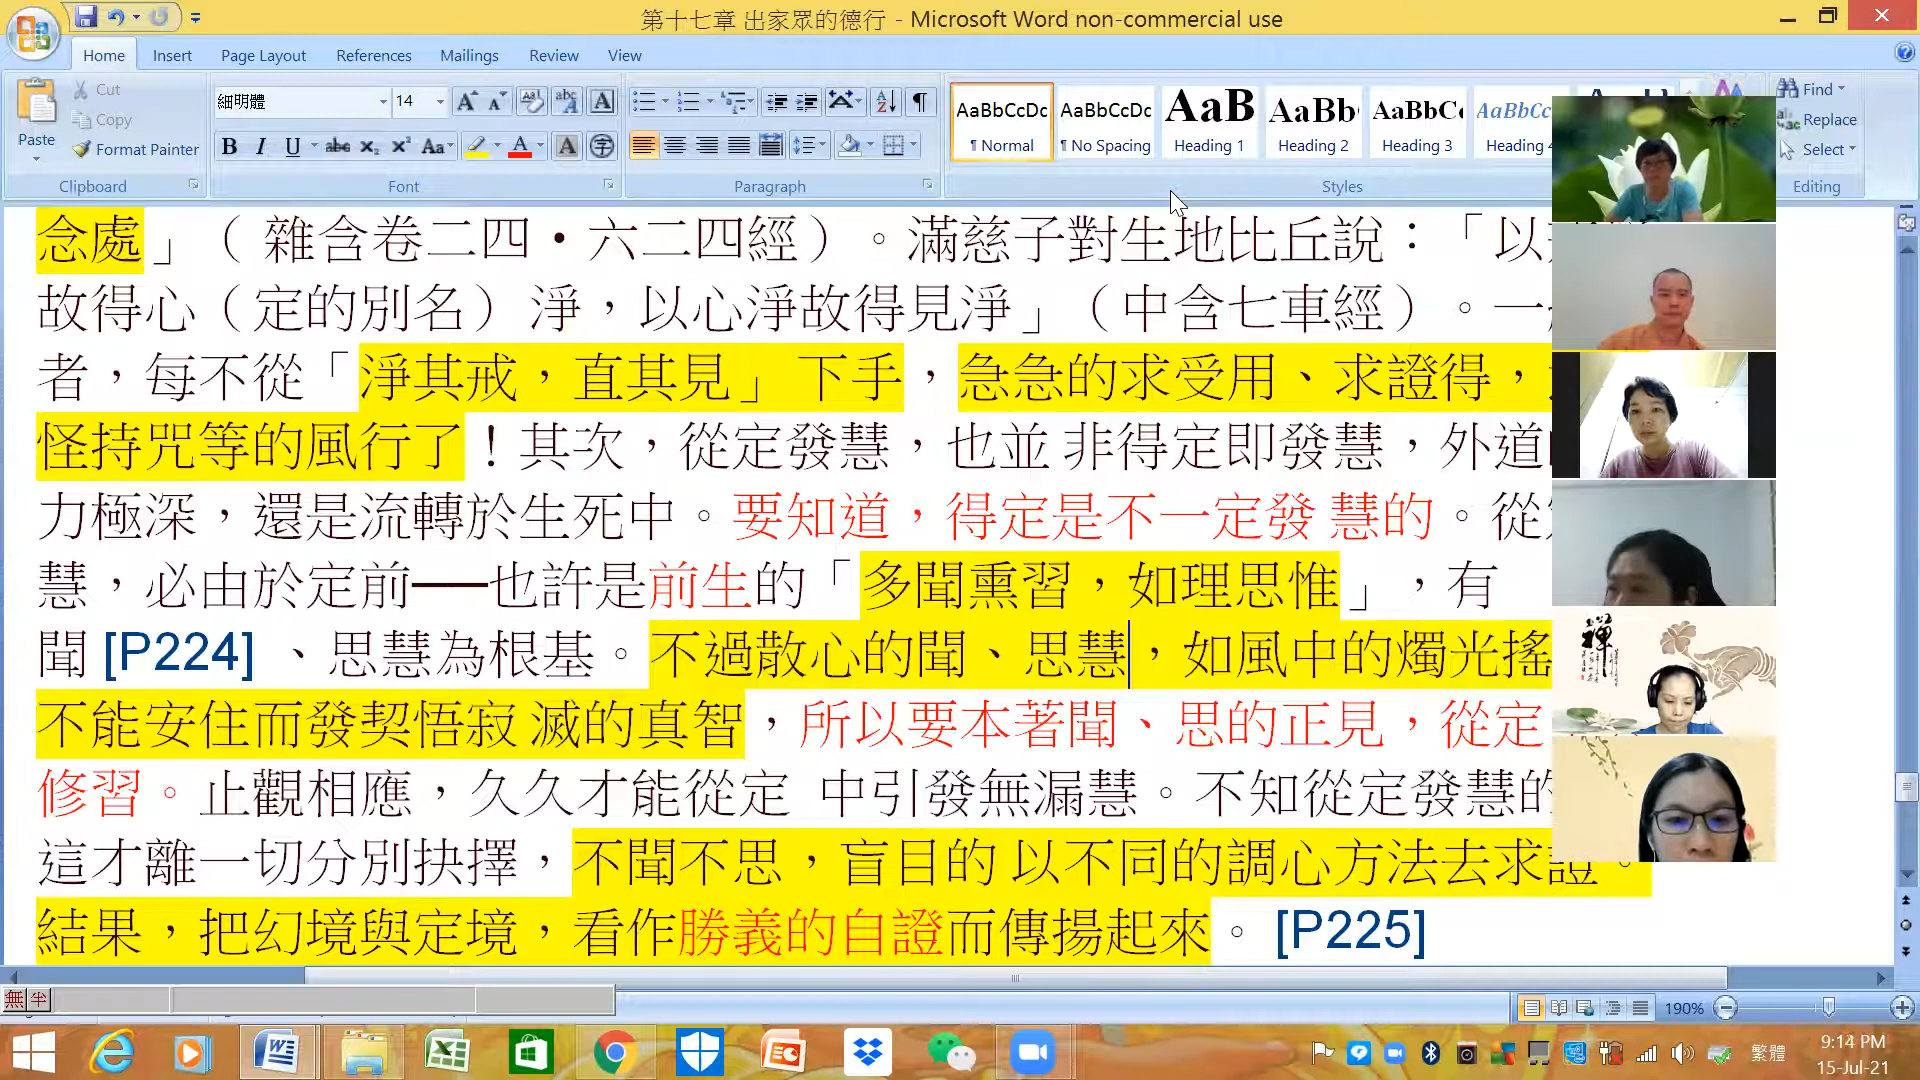 第十七章 出家眾的德行 - Microsoft Word non-commercial use
Home Insert Page Layout References Mailings Review View
Paste
Cut
Copy
Format Painter
Clipboard
細明體 14
Font
Paragraph
AaBbCcDc AaBbCcDc AaB AaBb AaBbC AaBbCc
¶ Normal ¶ No Spacing Heading 1 Heading 2 Heading 3 Heading 4
Styles
Find
Replace
Select
Editing
念處」（ 雜含卷二四•六二四經）。滿慈子對生地比丘說：「以
故得心（定的別名） 淨，以心淨故得見淨」（中含七車經）。一
者，每不從「淨其戒，直其見」 下手，急急的求受用、求證得，
怪持咒等的風行了！其次，從定發慧，也並 非得定即發慧，外道
力極深，還是流轉於生死中。要知道，得定是不一定發 慧的。從
慧，必由於定前──也許是前生的「多聞熏習，如理思惟」，有
聞 [P224] 、思慧為根基。不過散心的聞、思慧，如風中的燭光搖
不能安住而發契悟寂 滅的真智，所以要本著聞、思的正見，從定
修習。止觀相應，久久才能從定 中引發無漏慧。不知從定發慧的
這才離一切分別抉擇，不聞不思，盲目的 以不同的調心方法去求證。
結果，把幻境與定境，看作勝義的自證而傳揚起來。 [P225]
禪
無 半
190%
繁體
9:14 PM
15-Jul-21